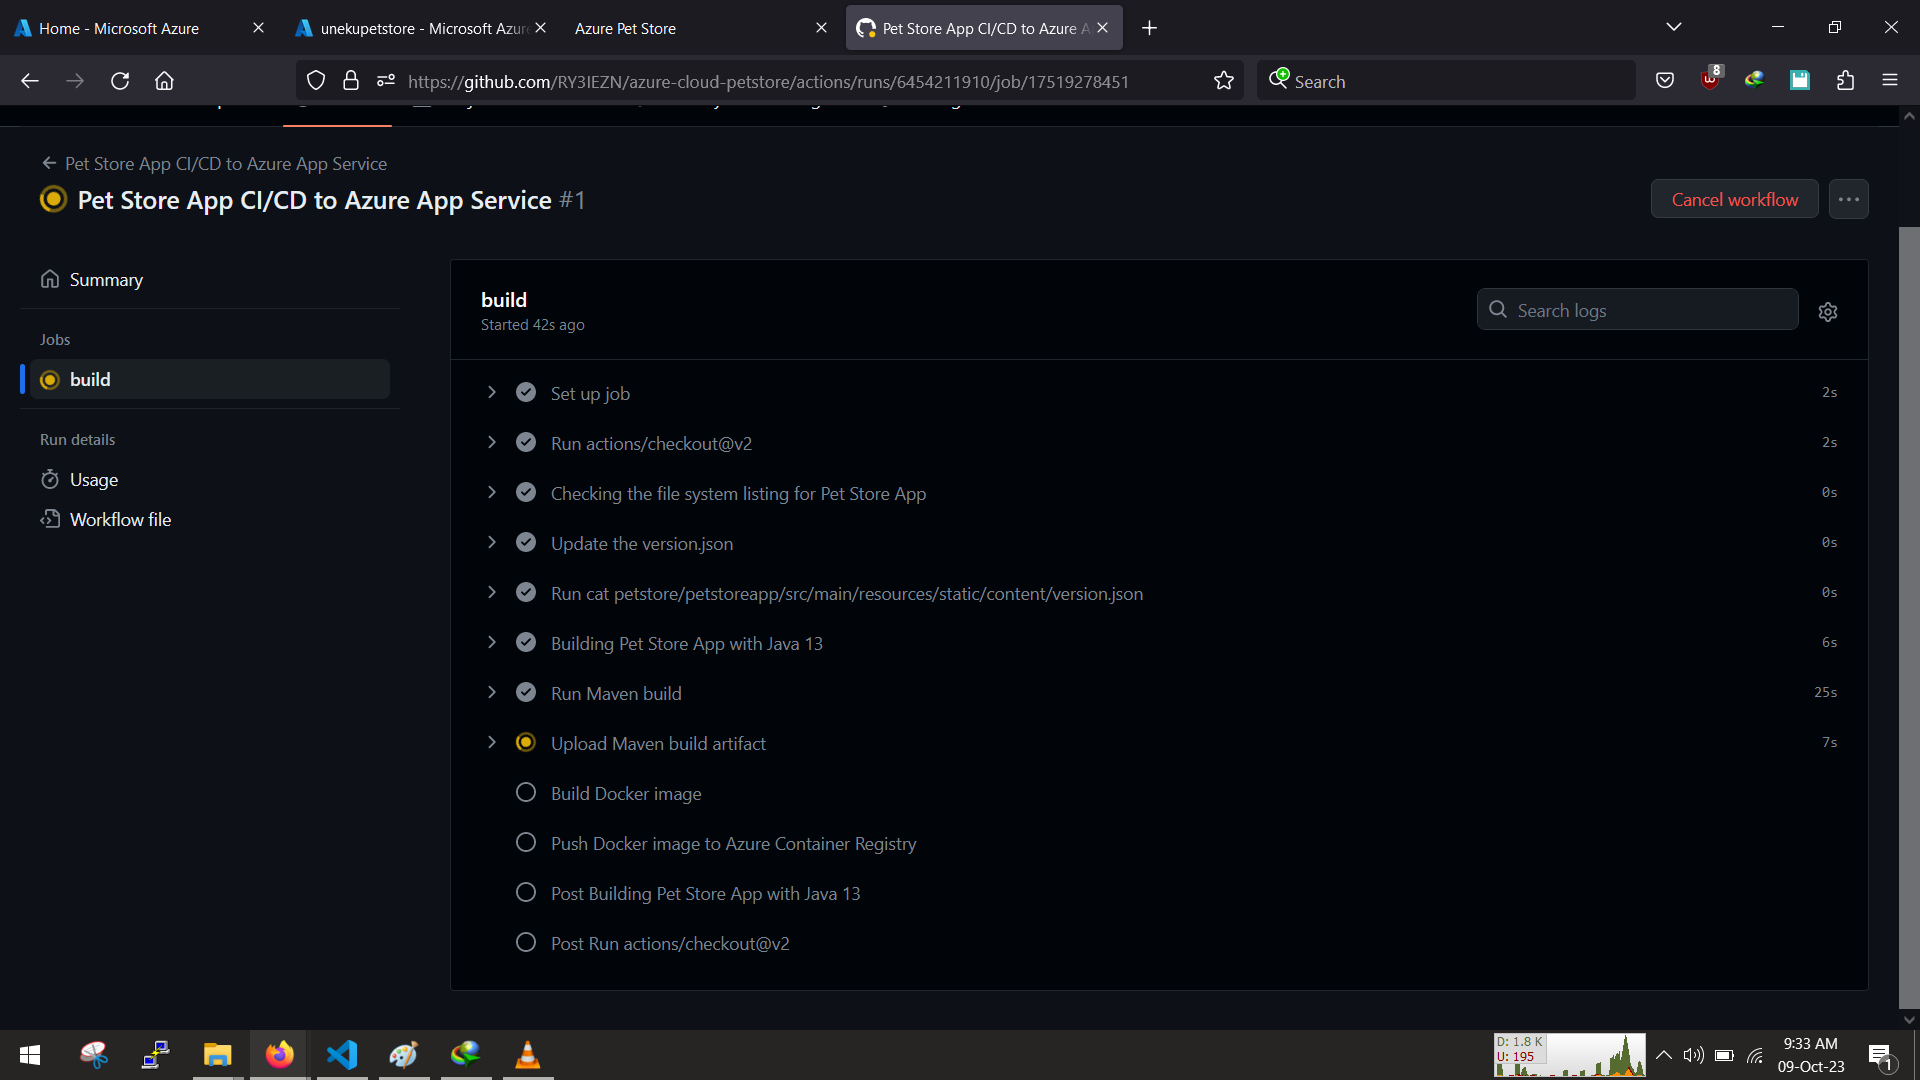 Home - Microsoft Azure
unekupetstore - Microsoft Azure
Azure Pet Store
Pet Store App CI/CD to Azure A
https://github.com/RY3IEZN/azure-cloud-petstore/actions/runs/6454211910/job/17519278451
Search
8
Pet Store App CI/CD to Azure App Service
Pet Store App CI/CD to Azure App Service #1
Cancel workflow
Summary
Jobs
build
Run details
Usage
Workflow file
build
Started 42s ago
Search logs
Set up job 2s
Run actions/checkout@v2 2s
Checking the file system listing for Pet Store App 0s
Update the version.json 0s
Run cat petstore/petstoreapp/src/main/resources/static/content/version.json 0s
Building Pet Store App with Java 13 6s
Run Maven build 25s
Upload Maven build artifact 7s
Build Docker image
Push Docker image to Azure Container Registry
Post Building Pet Store App with Java 13
Post Run actions/checkout@v2
D: 1.8 K
U: 195
9:33 AM
09-Oct-23
1